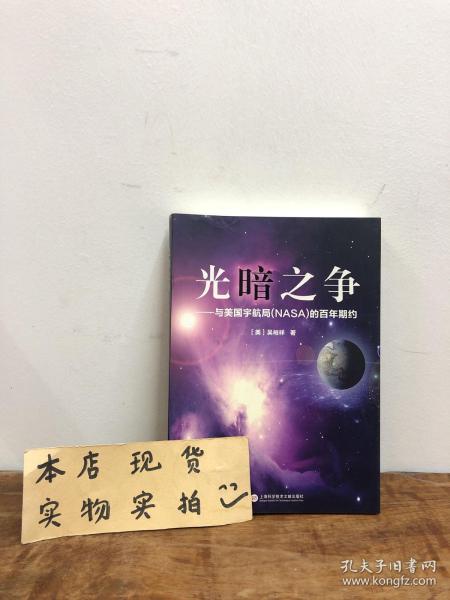 光暗之争
——与美国宇航局(NASA)的百年期约
[美]吴裕祥 著
上海科学技术文献出版社
本店现货
实物实拍
孔夫子旧书网
www.kongfz.com